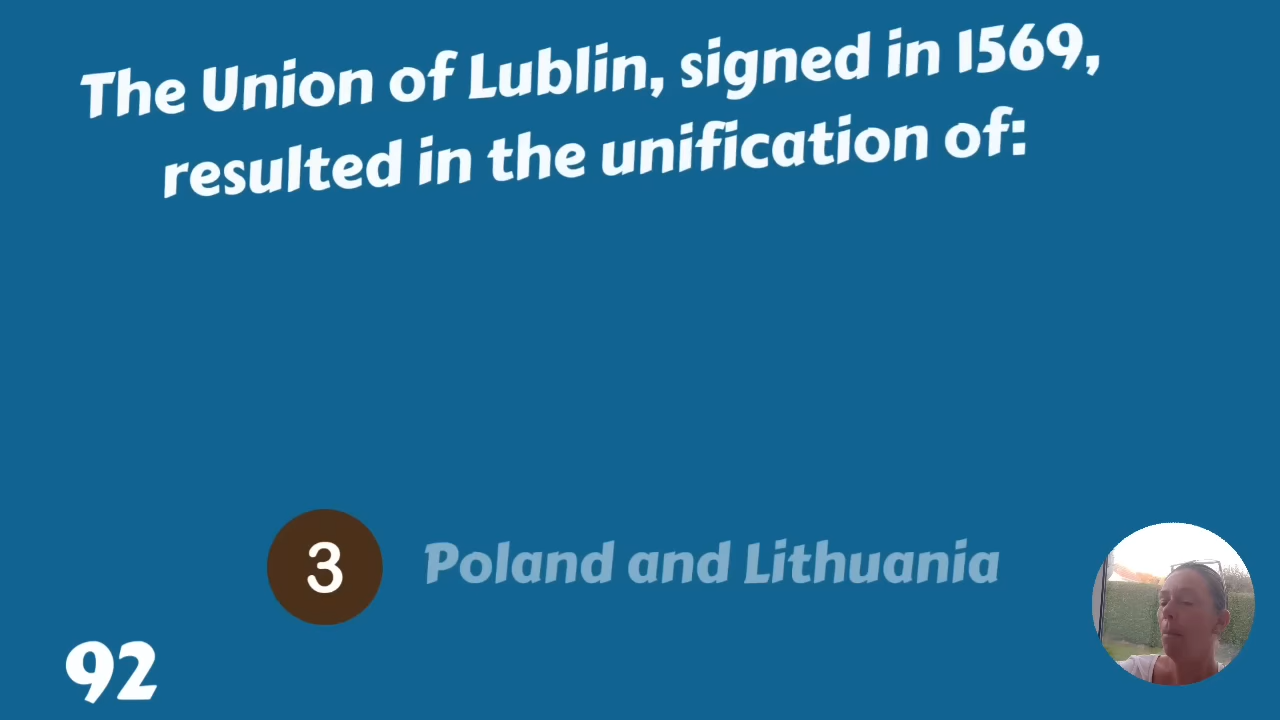 The Union of Lublin, signed in 1569,
resulted in the unification of:
3 Poland and Lithuania
92